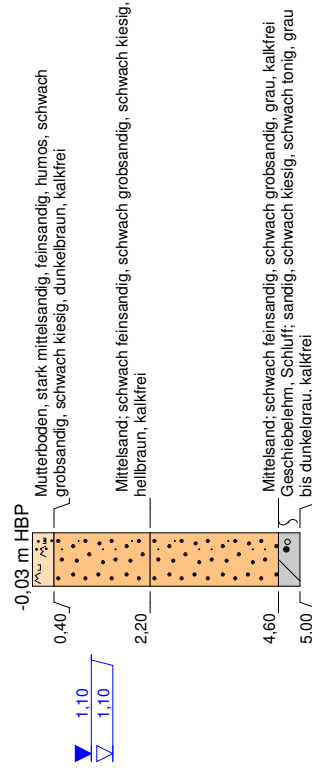 -0,03 m HBP
Mu Mu
0,40
Mutterboden, stark mittelsandig, feinsandig, humos, schwach
grobsandig, schwach kiesig, dunkelbraun, kalkfrei
1,10
1,10
2,20
Mittelsand; schwach feinsandig, schwach grobsandig, schwach kiesig,
hellbraun, kalkfrei
4,60
Mittelsand; schwach feinsandig, schwach grobsandig, grau, kalkfrei
5,00
Geschiebelehm, Schluff; sandig, schwach kiesig, schwach tonig, grau
bis dunkelgrau, kalkfrei